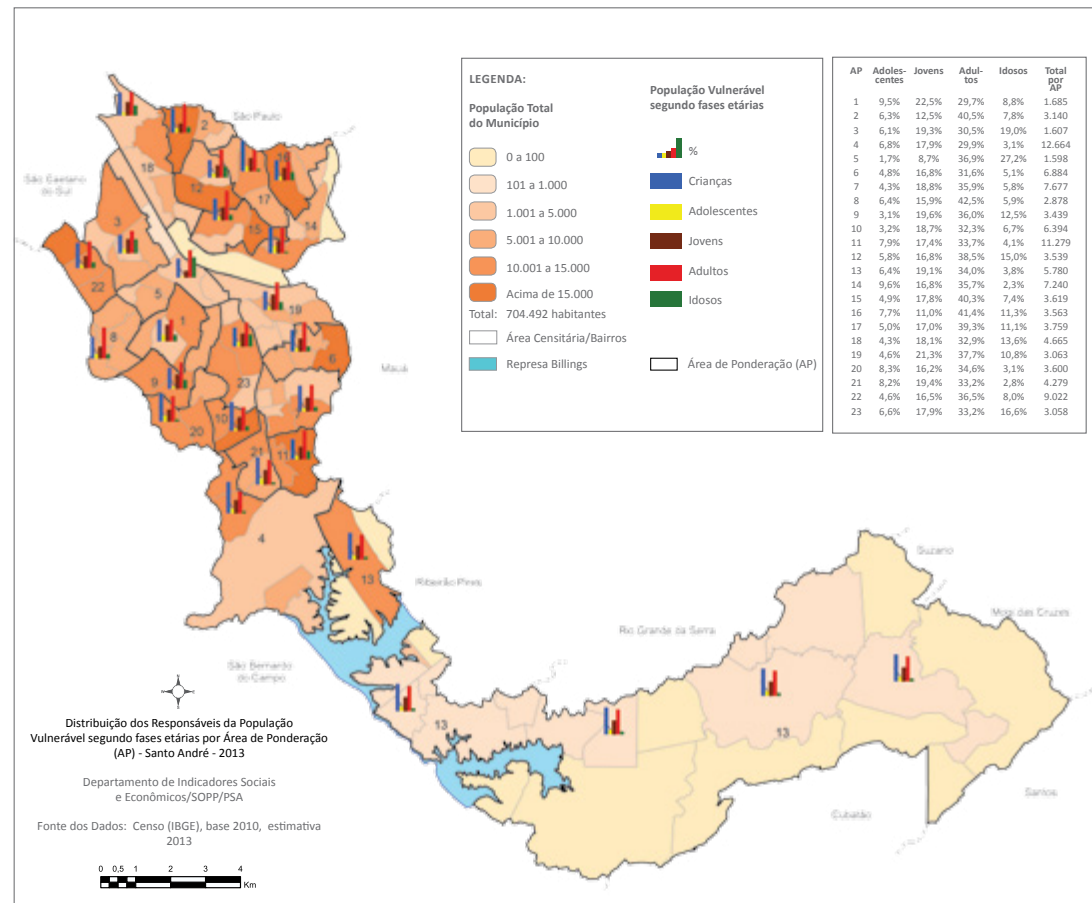 LEGENDA:
População Total
do Município
0 a 100
101 a 1.000
1.001 a 5.000
5.001 a 10.000
10.001 a 15.000
Acima de 15.000
Total: 704.492 habitantes
Área Censitária/Bairros
Represa Billings
População Vulnerável
segundo fases etárias
%
Crianças
Adolescentes
Jovens
Adultos
Idosos
Área de Ponderação (AP)
AP Adoles-centes Jovens Adul-tos Idosos Total por AP
1 9,5% 22,5% 29,7% 8,8% 1.685
2 6,3% 12,5% 40,5% 7,8% 3.140
3 6,1% 19,3% 30,5% 19,0% 1.607
4 6,8% 17,9% 29,9% 3,1% 12.664
5 1,7% 8,7% 36,9% 27,2% 1.598
6 4,8% 16,8% 31,6% 5,1% 6.884
7 4,3% 18,8% 35,9% 5,8% 7.677
8 6,4% 15,9% 42,5% 5,9% 2.878
9 3,1% 19,6% 36,0% 12,5% 3.439
10 3,2% 18,7% 32,3% 6,7% 6.394
11 7,9% 17,4% 33,7% 4,1% 11.279
12 5,8% 16,8% 38,5% 15,0% 3.539
13 6,4% 19,1% 34,0% 3,8% 5.780
14 9,6% 16,8% 35,7% 2,3% 7.240
15 4,9% 17,8% 40,3% 7,4% 3.619
16 7,7% 11,0% 41,4% 11,3% 3.563
17 5,0% 17,0% 39,3% 11,1% 3.759
18 4,3% 18,1% 32,9% 13,6% 4.665
19 4,6% 21,3% 37,7% 10,8% 3.063
20 8,3% 16,2% 34,6% 3,1% 3.600
21 8,2% 19,4% 33,2% 2,8% 4.279
22 4,6% 16,5% 36,5% 8,0% 9.022
23 6,6% 17,9% 33,2% 16,6% 3.058
São Paulo
São Caetano
do Sul
Mauá
Ribeirão Pires
São Bernardo
do Campo
Rio Grande da Serra
Suzano
Mogi das Cruzes
Santos
Cubatão
2
18
16
12
17
3
15
14
22
5
19
1
8
6
9
23
7
10
20
21
11
4
13
13
13
Distribuição dos Responsáveis da População
Vulnerável segundo fases etárias por Área de Ponderação
(AP) - Santo André - 2013
Departamento de Indicadores Sociais
e Econômicos/SOPP/PSA
Fonte dos Dados: Censo (IBGE), base 2010, estimativa
2013
0 0,5 1 2 3 4
Km